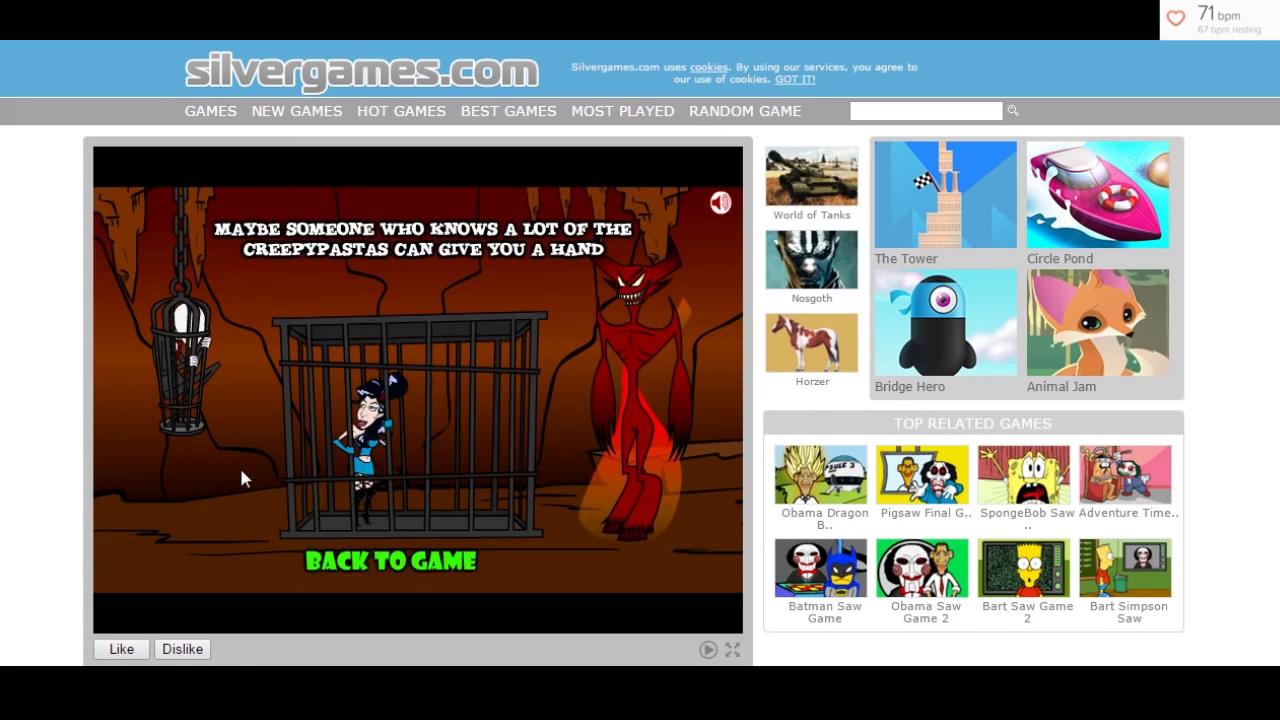 71 bpm
67 bpm resting
silvergames.com
Silvergames.com uses cookies. By using our services, you agree to
our use of cookies. GOT IT!
GAMES NEW GAMES HOT GAMES BEST GAMES MOST PLAYED RANDOM GAME
MAYBE SOMEONE WHO KNOWS A LOT OF THE
CREEPYPASTAS CAN GIVE YOU A HAND
BACK TO GAME
Like Dislike
World of Tanks
Nosgoth
Horzer
The Tower Circle Pond
Bridge Hero Animal Jam
TOP RELATED GAMES
Obama Dragon
B..
Pigsaw Final G..
SpongeBob Saw
..
Adventure Time..
Batman Saw
Game
Obama Saw
Game 2
Bart Saw Game
2
Bart Simpson
Saw